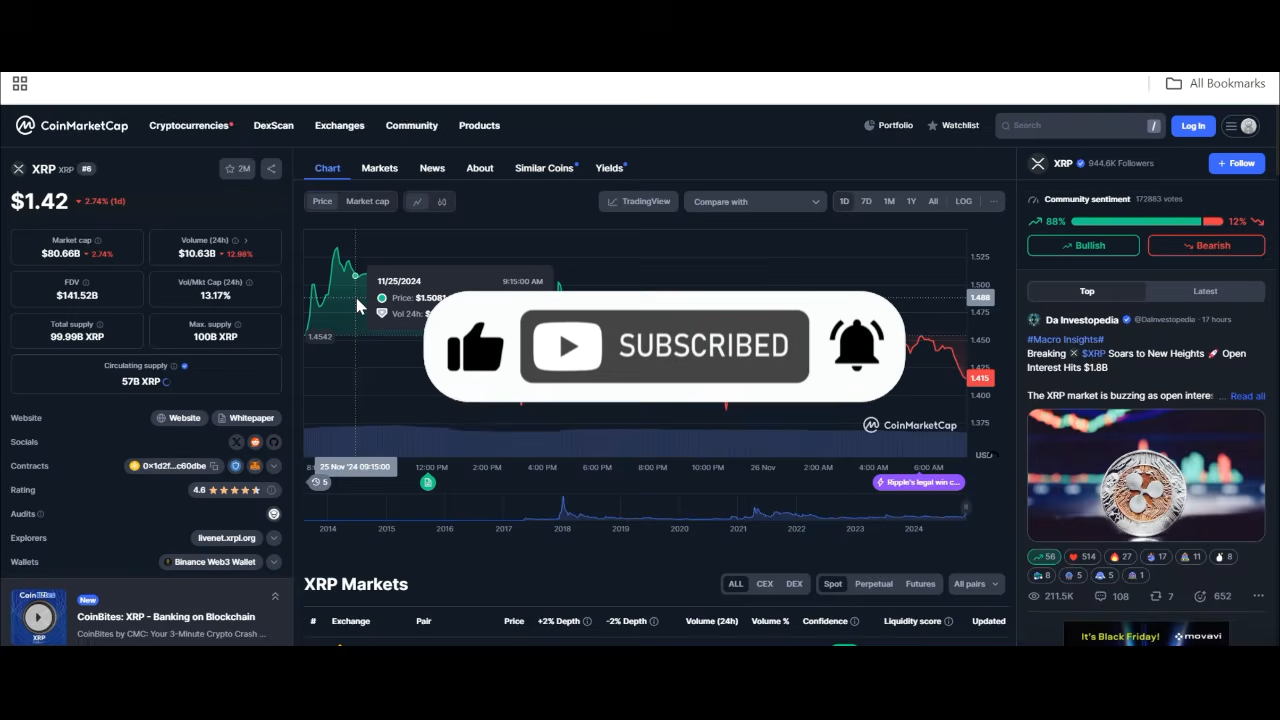 All Bookmarks
CoinMarketCap Cryptocurrencies DexScan Exchanges Community Products Portfolio Watchlist Search / Log In
XRP XRP #6 2M
$1.42 2.74% (1d)
Market cap
$80.66B 2.74%
Volume (24h)
$10.63B 12.98%
FDV
$141.52B
Vol/Mkt Cap (24h)
13.17%
Total supply
99.99B XRP
Max. supply
100B XRP
Circulating supply
57B XRP
Website Website Whitepaper
Socials
Contracts 0x1d2f...c60dbe
Rating 4.6
Audits
Explorers livenet.xrpl.org
Wallets Binance Web3 Wallet
New
CoinBites: XRP - Banking on Blockchain
CoinBites by CMC: Your 3-Minute Crypto Crash ...
XRP
Chart Markets News About Similar Coins Yields
Price Market cap TradingView Compare with 1D 7D 1M 1Y All LOG ...
11/25/2024 9:15:00 AM
Price: $1.5081
Vol 24h:
1.4542
SUBSCRIBED
1.525
1.500
1.488
1.475
1.450
1.415
1.400
1.375
CoinMarketCap
USD
25 Nov '24 09:15:00 12:00 PM 2:00 PM 4:00 PM 6:00 PM 8:00 PM 10:00 PM 26 Nov 2:00 AM 4:00 AM 6:00 AM
5 Ripple's legal win c...
2014 2015 2016 2017 2018 2019 2020 2021 2022 2023 2024
XRP Markets ALL CEX DEX Spot Perpetual Futures All pairs
# Exchange Pair Price +2% Depth -2% Depth Volume (24h) Volume % Confidence Liquidity score Updated
XRP 944.6K Followers + Follow
Community sentiment 172883 votes
88% 12%
Bullish Bearish
Top Latest
Da Investopedia @DaInvestopedia · 17 hours
#Macro Insights#
Breaking $XRP Soars to New Heights 🚀 Open
Interest Hits $1.8B
The XRP market is buzzing as open intere: ... Read all
56 514 27 17 11 8
8 5 5 1
211.5K 108 7 652 ...
It's Black Friday! movavi